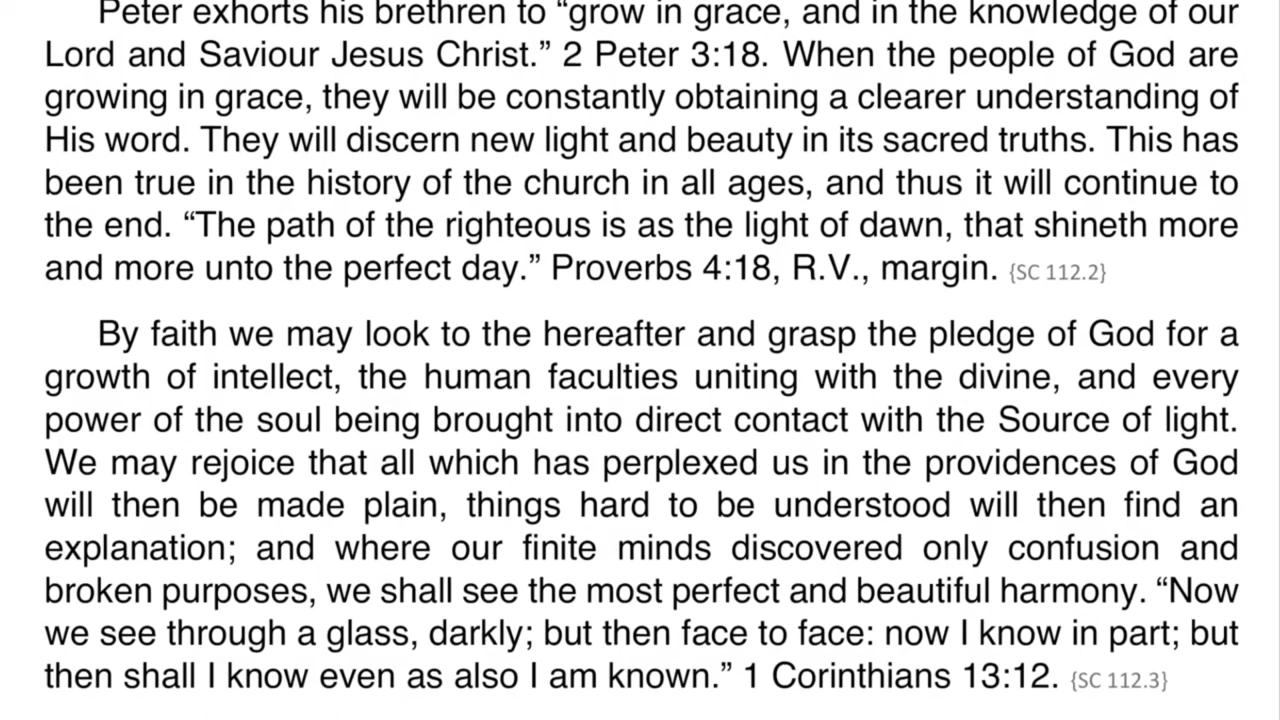 Peter exhorts his brethren to “grow in grace, and in the knowledge of our
Lord and Saviour Jesus Christ.” 2 Peter 3:18. When the people of God are
growing in grace, they will be constantly obtaining a clearer understanding of
His word. They will discern new light and beauty in its sacred truths. This has
been true in the history of the church in all ages, and thus it will continue to
the end. “The path of the righteous is as the light of dawn, that shineth more
and more unto the perfect day.” Proverbs 4:18, R.V., margin. {SC 112.2}
By faith we may look to the hereafter and grasp the pledge of God for a
growth of intellect, the human faculties uniting with the divine, and every
power of the soul being brought into direct contact with the Source of light.
We may rejoice that all which has perplexed us in the providences of God
will then be made plain, things hard to be understood will then find an
explanation; and where our finite minds discovered only confusion and
broken purposes, we shall see the most perfect and beautiful harmony. “Now
we see through a glass, darkly; but then face to face: now I know in part; but
then shall I know even as also I am known.” 1 Corinthians 13:12. {SC 112.3}